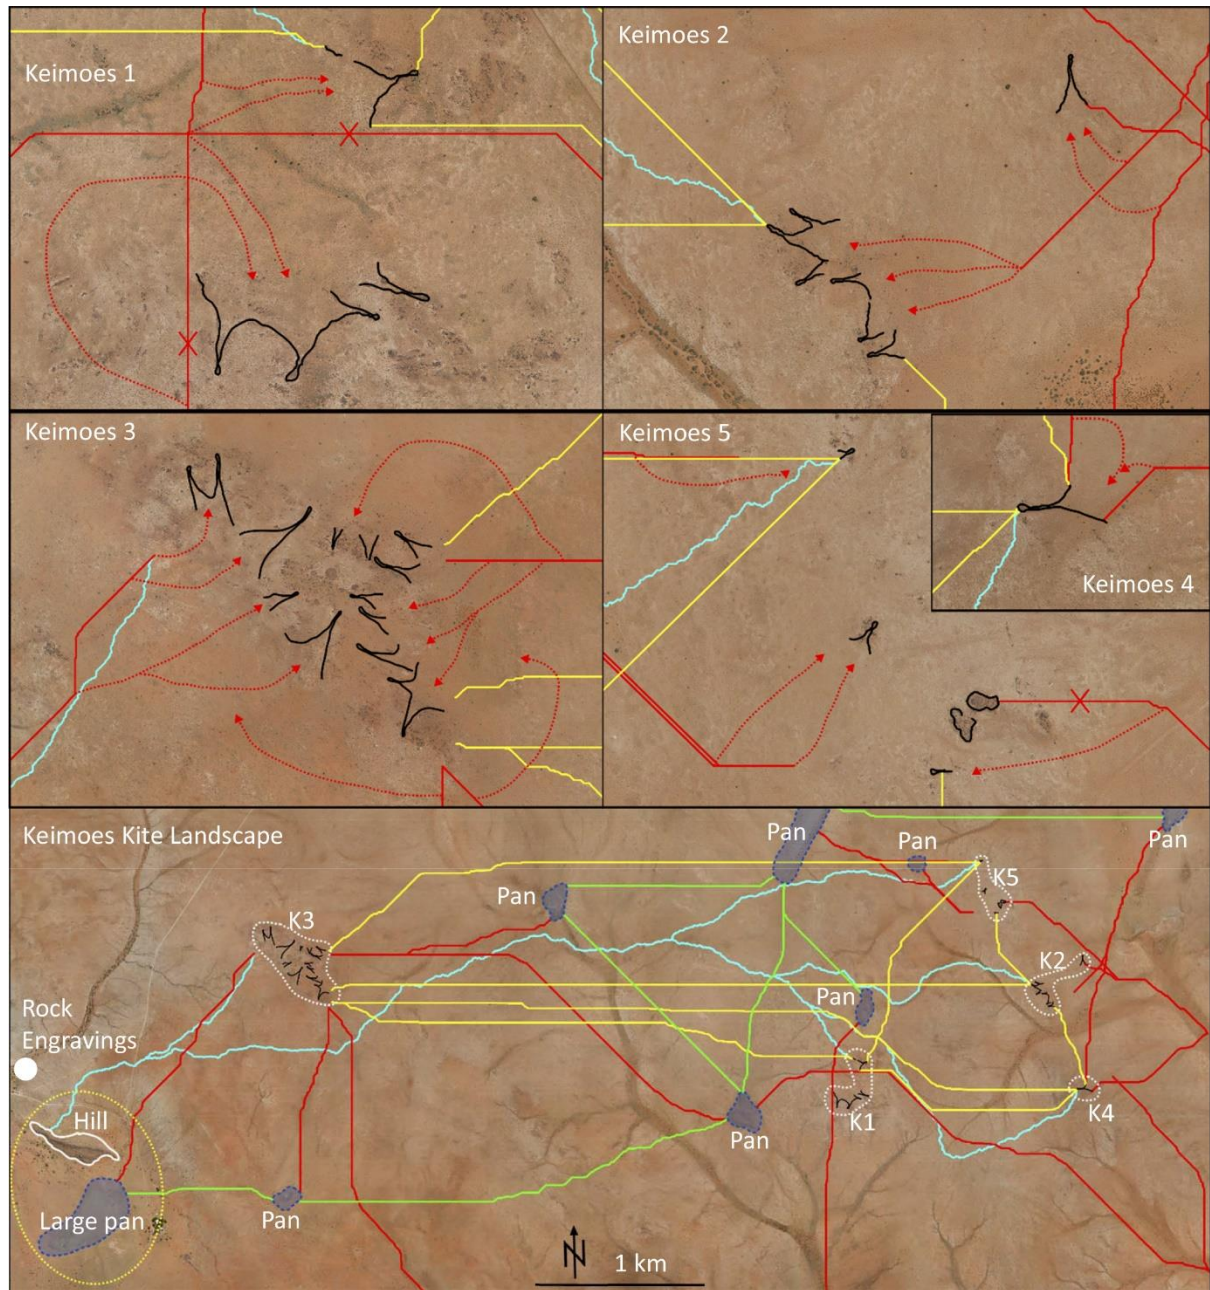 Keimoes 1
Keimoes 2
Keimoes 3
Keimoes 5
Keimoes 4
Keimoes Kite Landscape
Pan
Pan
Pan
K5
Pan
K3
K2
Rock
Engravings
Pan
Hill
K1
K4
Pan
Large pan
Pan
N
1 km